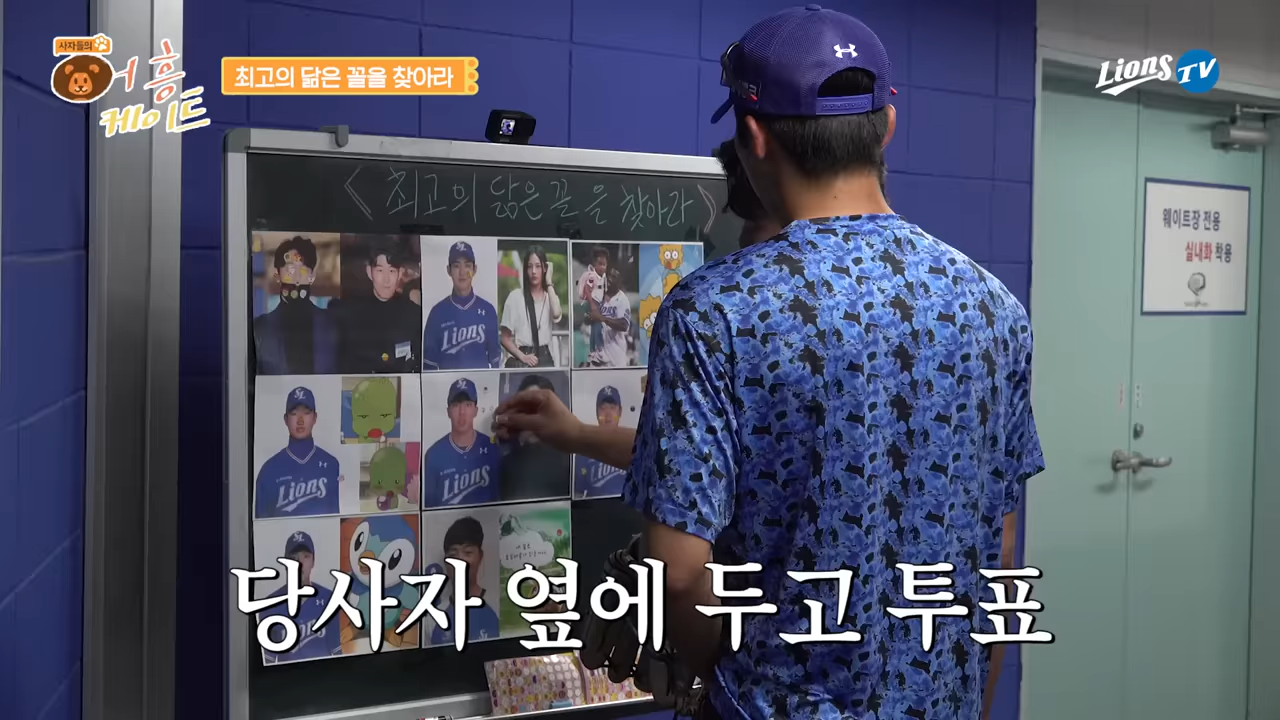 사자들의
어흥
케이드
최고의 닮은 꼴을 찾아라
Lions TV
《최고의 닮은 꼴을 찾아라》
웨이트장 전용
실내화 착용
SL
Lions
Lions
Lions
당사자 옆에 두고 투표